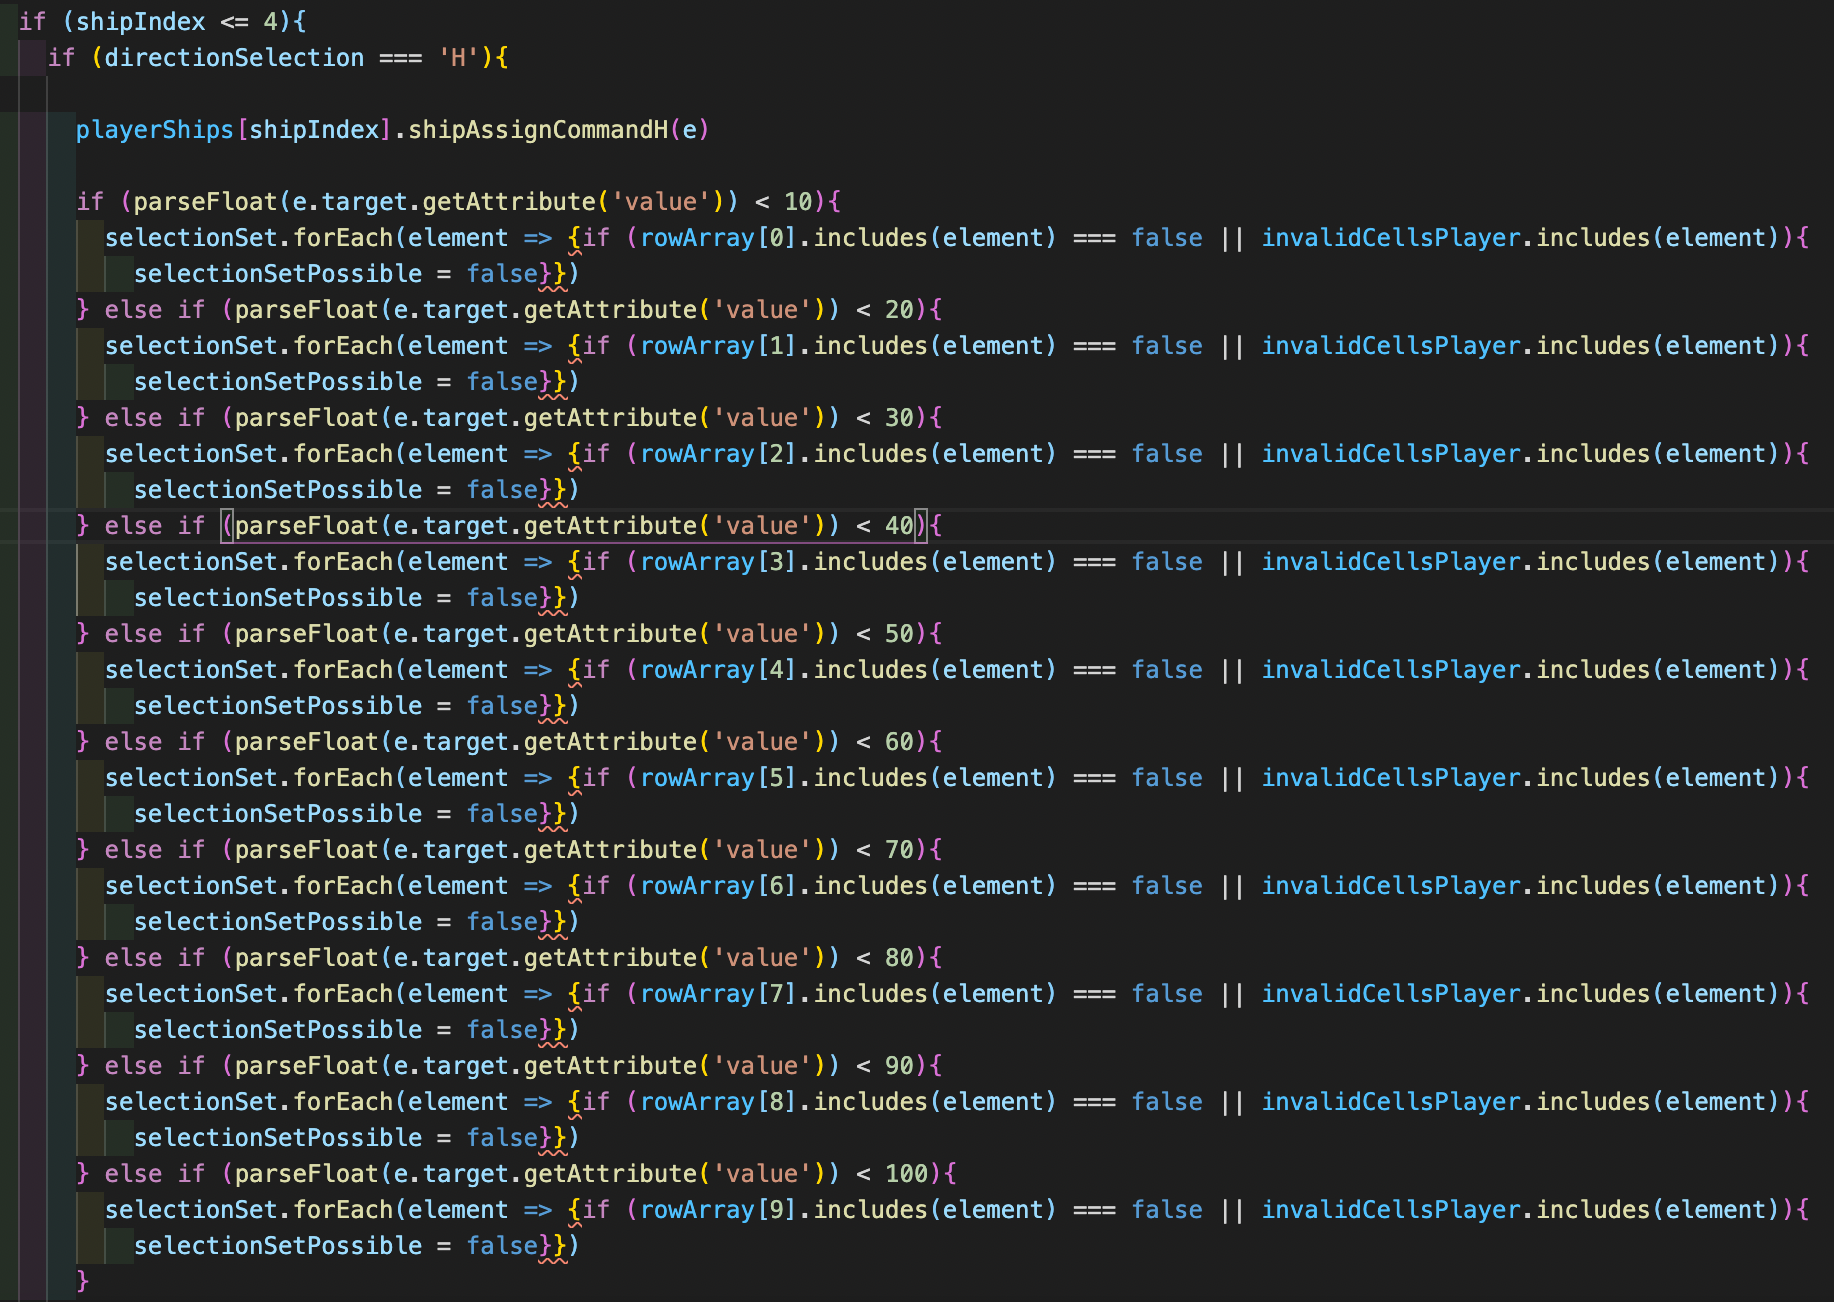 if (shipIndex <= 4){
if (directionSelection === 'H'){
playerShips[shipIndex].shipAssignCommandH(e)
if (parseFloat(e.target.getAttribute('value')) < 10){
selectionSet.forEach(element => {if (rowArray[0].includes(element) === false || invalidCellsPlayer.includes(element)){
selectionSetPossible = false}})
} else if (parseFloat(e.target.getAttribute('value')) < 20){
selectionSet.forEach(element => {if (rowArray[1].includes(element) === false || invalidCellsPlayer.includes(element)){
selectionSetPossible = false}})
} else if (parseFloat(e.target.getAttribute('value')) < 30){
selectionSet.forEach(element => {if (rowArray[2].includes(element) === false || invalidCellsPlayer.includes(element)){
selectionSetPossible = false}})
} else if (parseFloat(e.target.getAttribute('value')) < 40){
selectionSet.forEach(element => {if (rowArray[3].includes(element) === false || invalidCellsPlayer.includes(element)){
selectionSetPossible = false}})
} else if (parseFloat(e.target.getAttribute('value')) < 50){
selectionSet.forEach(element => {if (rowArray[4].includes(element) === false || invalidCellsPlayer.includes(element)){
selectionSetPossible = false}})
} else if (parseFloat(e.target.getAttribute('value')) < 60){
selectionSet.forEach(element => {if (rowArray[5].includes(element) === false || invalidCellsPlayer.includes(element)){
selectionSetPossible = false}})
} else if (parseFloat(e.target.getAttribute('value')) < 70){
selectionSet.forEach(element => {if (rowArray[6].includes(element) === false || invalidCellsPlayer.includes(element)){
selectionSetPossible = false}})
} else if (parseFloat(e.target.getAttribute('value')) < 80){
selectionSet.forEach(element => {if (rowArray[7].includes(element) === false || invalidCellsPlayer.includes(element)){
selectionSetPossible = false}})
} else if (parseFloat(e.target.getAttribute('value')) < 90){
selectionSet.forEach(element => {if (rowArray[8].includes(element) === false || invalidCellsPlayer.includes(element)){
selectionSetPossible = false}})
} else if (parseFloat(e.target.getAttribute('value')) < 100){
selectionSet.forEach(element => {if (rowArray[9].includes(element) === false || invalidCellsPlayer.includes(element)){
selectionSetPossible = false}})
}